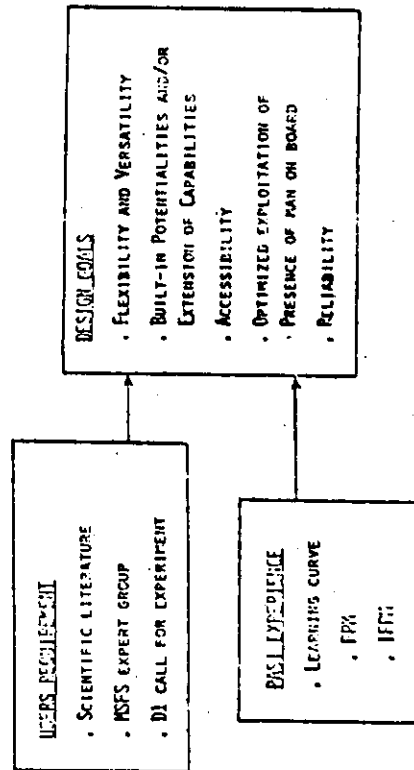 USERS REQUIREMENT
. SCIENTIFIC LITERATURE
. MSFS EXPERT GROUP
. D1 CALL FOR EXPERIMENT
PAST EXPERIENCE
. LEARNING CURVE
. FPM
DESIGN GOALS
. FLEXIBILITY AND VERSATILITY
. BUILT-IN POTENTIALITIES AND/OR
EXTENSION OF CAPABILITIES
. ACCESSIBILITY
. OPTIMIZED EXPLOITATION OF
. PRESENCE OF MAN ON BOARD
. RELIABILITY